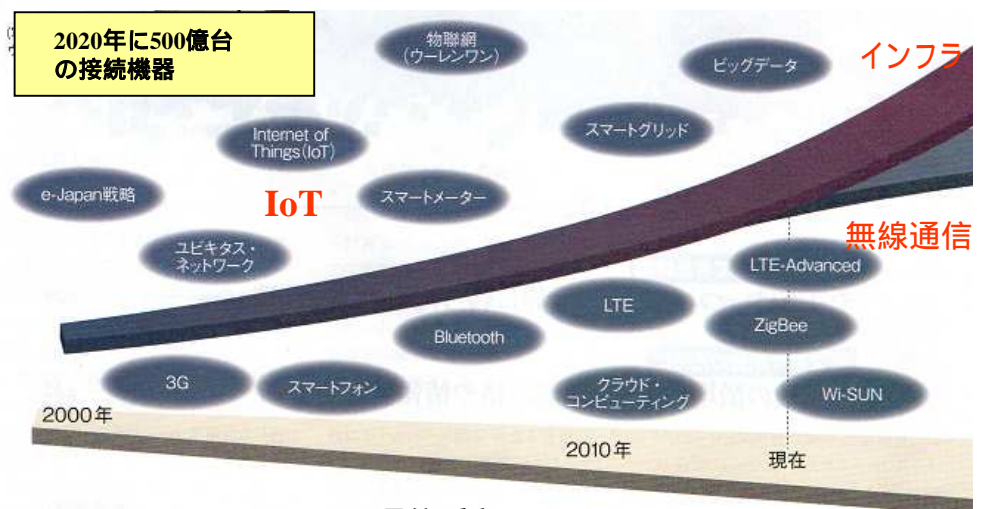 2020年に500億台
の接続機器
物聯網
(ウーレンワン)
ビッグデータ
インフラ
Internet of
Things(IoT)
スマートグリッド
e-Japan戦略
IoT
スマートメーター
ユビキタス・
ネットワーク
無線通信
LTE-Advanced
LTE
ZigBee
Bluetooth
3G
スマートフォン
クラウド・
コンピューティング
Wi-SUN
2000年
2010年
現在